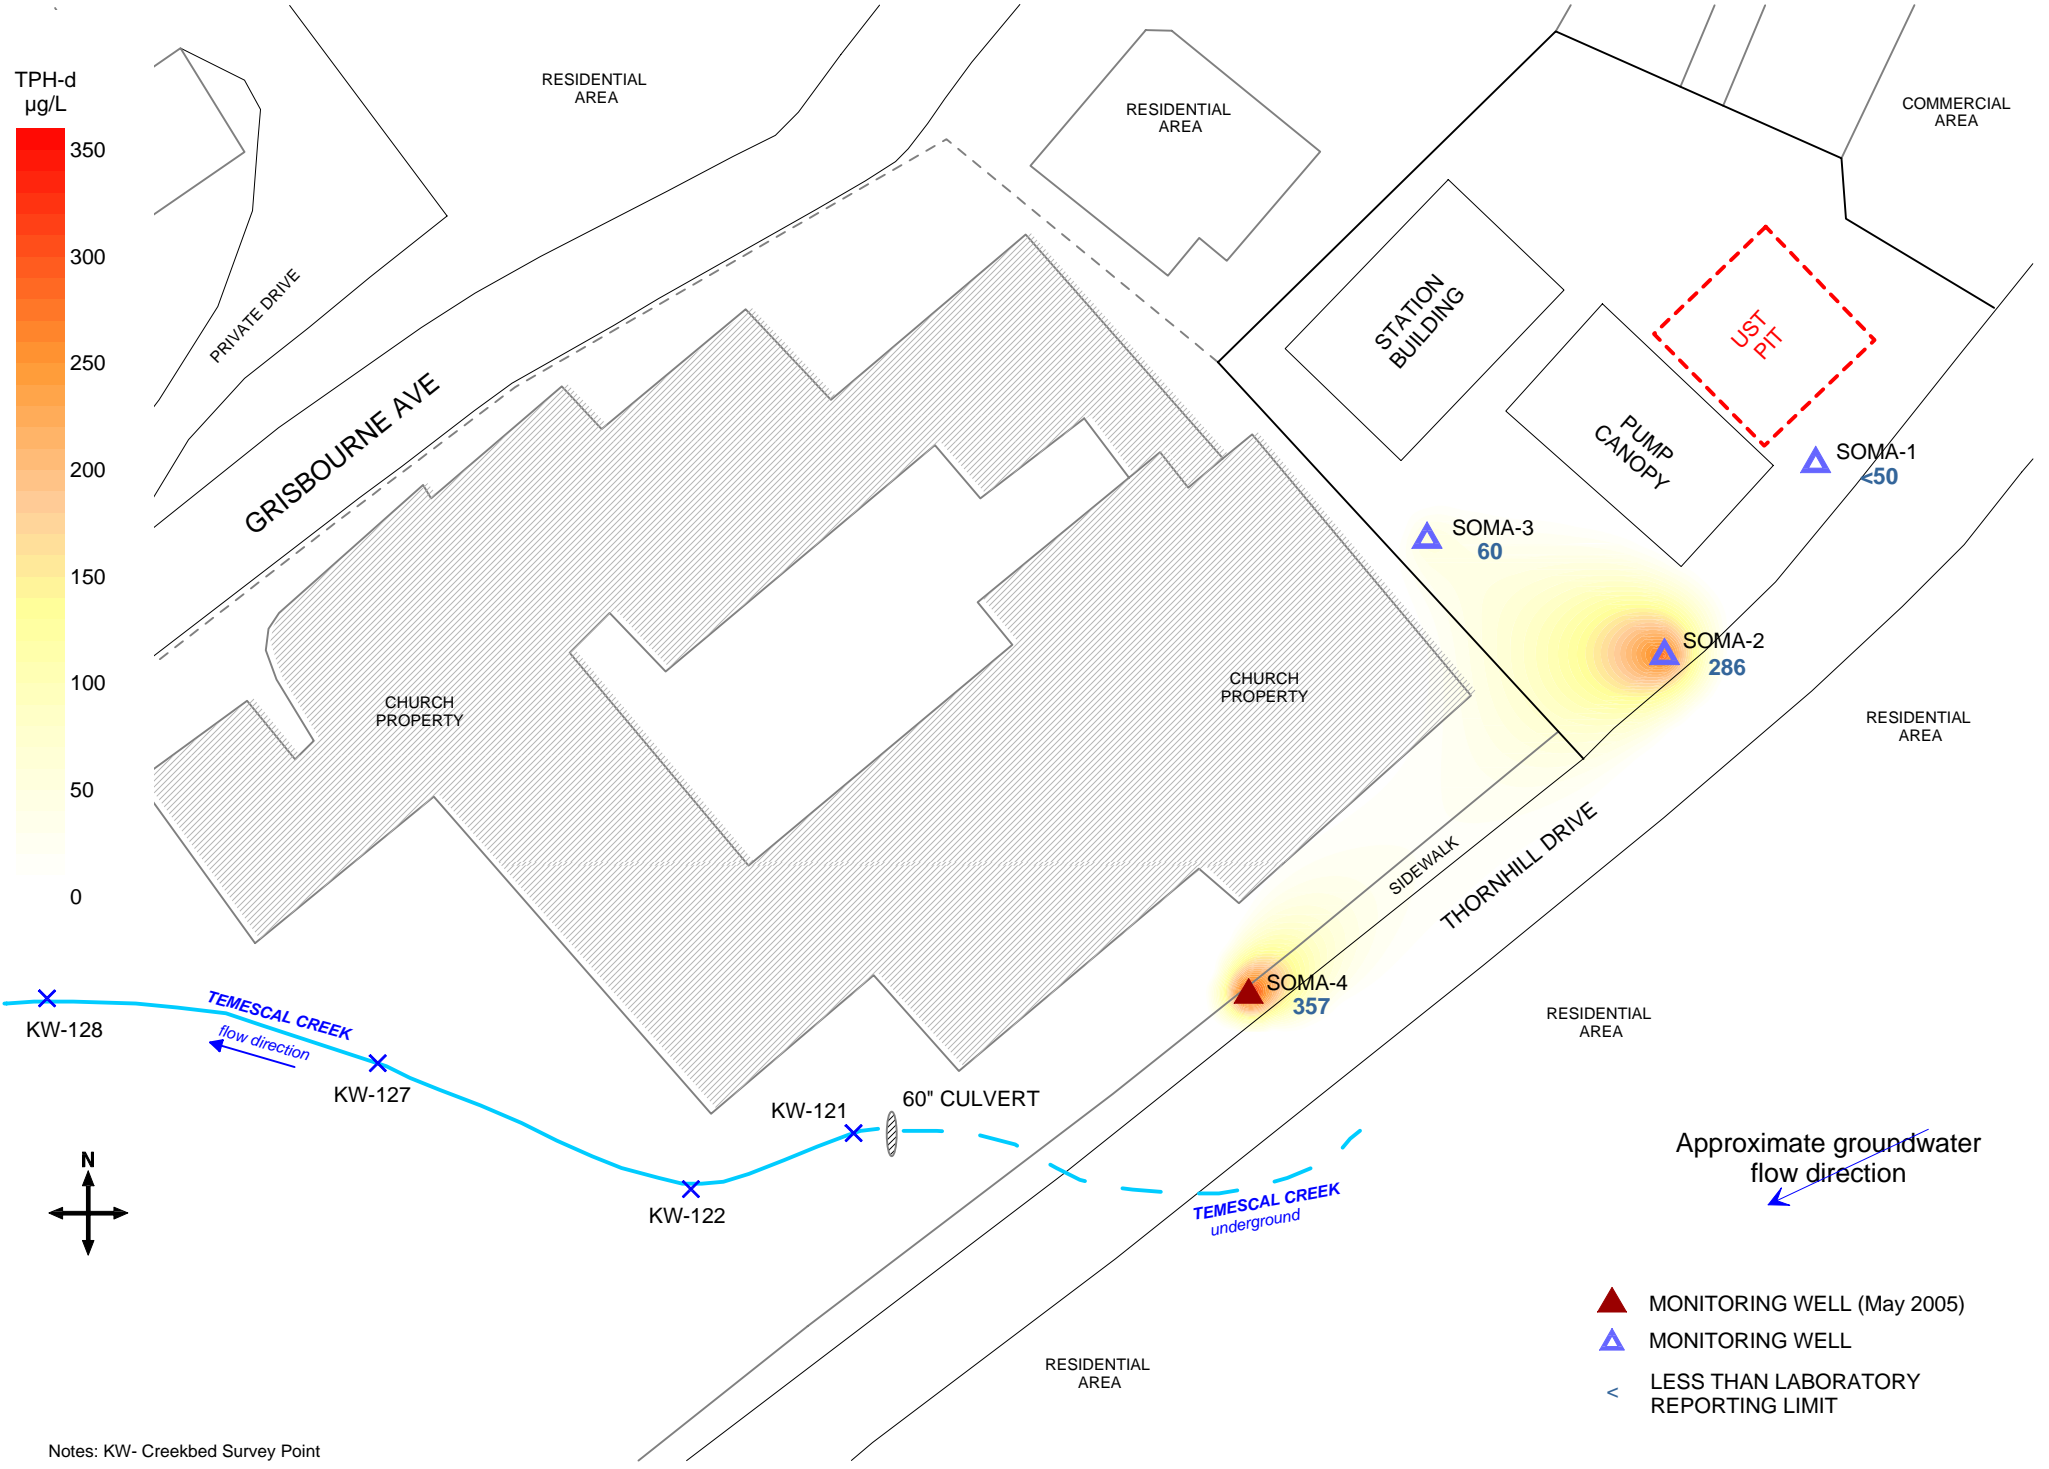 TPH-d
µg/L
350
300
250
200
150
100
50
0
RESIDENTIAL
AREA
RESIDENTIAL
AREA
COMMERCIAL
AREA
PRIVATE DRIVE
GRISBOURNE AVE
STATION
BUILDING
UST
PIT
PUMP
CANOPY
SOMA-1
<50
SOMA-3
60
SOMA-2
286
CHURCH
PROPERTY
CHURCH
PROPERTY
RESIDENTIAL
AREA
SIDEWALK
THORNHILL DRIVE
SOMA-4
357
RESIDENTIAL
AREA
TEMESCAL CREEK
flow direction
KW-128
KW-127
KW-121
60" CULVERT
KW-122
N
TEMESCAL CREEK
underground
Approximate groundwater
flow direction
RESIDENTIAL
AREA
MONITORING WELL (May 2005)
MONITORING WELL
< LESS THAN LABORATORY
REPORTING LIMIT
Notes: KW- Creekbed Survey Point